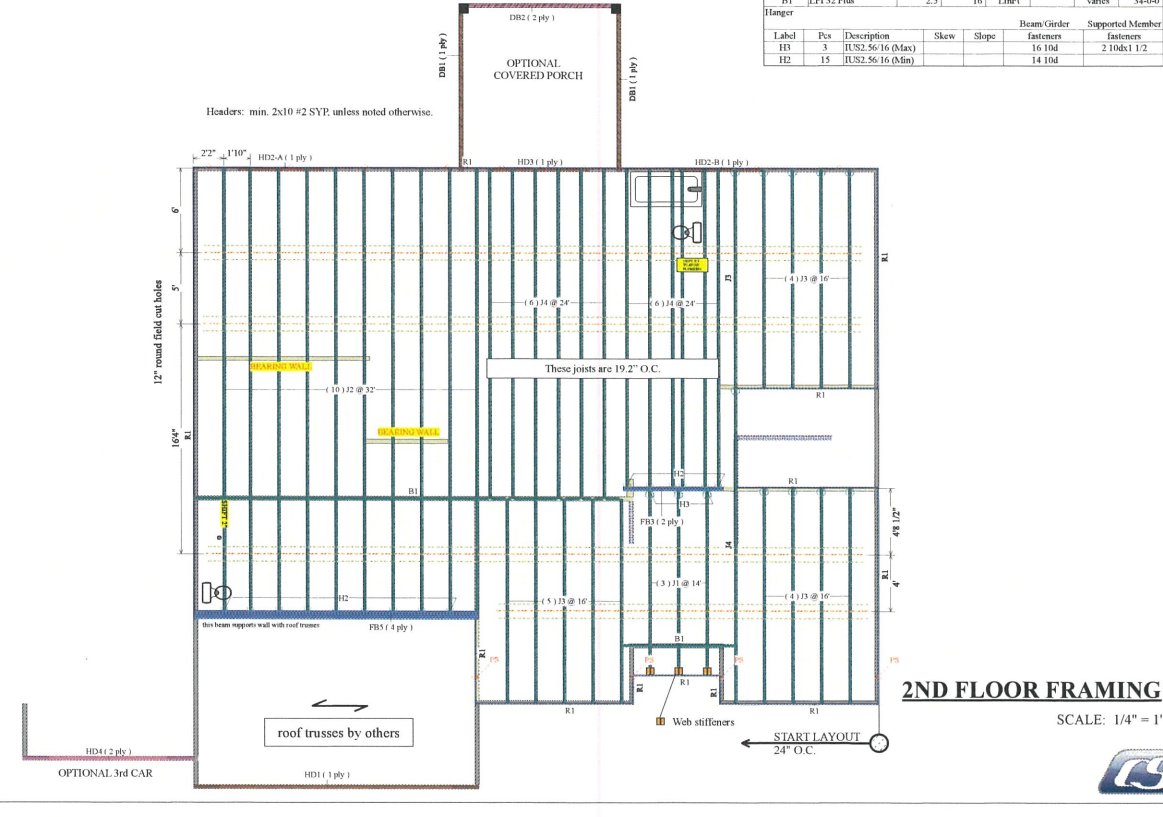 B1 LPI 32 Plus 2.5 16 LinFt varies 34-0-0
Hanger
Beam/Girder Supported Member
Label Pcs Description Skew Slope fasteners fasteners
H3 3 IUS2.56/16 (Max) 16 10d 2 10dx1 1/2
H2 15 IUS2.56/16 (Min) 14 10d
DB2 ( 2 ply )
DB1 ( 1 ply )
DB1 ( 1 ply )
OPTIONAL
COVERED PORCH
Headers: min. 2x10 #2 SYP, unless noted otherwise.
2'2" 1'10"
HD2-A ( 1 ply )
R1
HD3 ( 1 ply )
HD2-B ( 1 ply )
6'
5'
12" round field cut holes
16'4"
R1
R1
J3
( 6 ) J4 @ 24'
( 6 ) J4 @ 24'
( 4 ) J3 @ 16'
These joists are 19.2" O.C.
BEARING WALL
( 10 ) J2 @ 32'
R1
BEARING WALL
H2
R1
B1
H3
SHIFT 2"
FB3 ( 2 ply )
4'8 1/2"
J4
R1
4'
( 3 ) J1 @ 14'
H2
( 5 ) J3 @ 16'
( 4 ) J3 @ 16'
this beam supports wall with roof trusses
FB5 ( 4 ply )
B1
R1
PS
PS
PS
PS
R1
R1
R1
R1
R1
2ND FLOOR FRAMING
Web stiffeners
SCALE: 1/4" = 1'
roof trusses by others
START LAYOUT
24" O.C.
HD4 ( 2 ply )
OPTIONAL 3rd CAR
HD1 ( 1 ply )